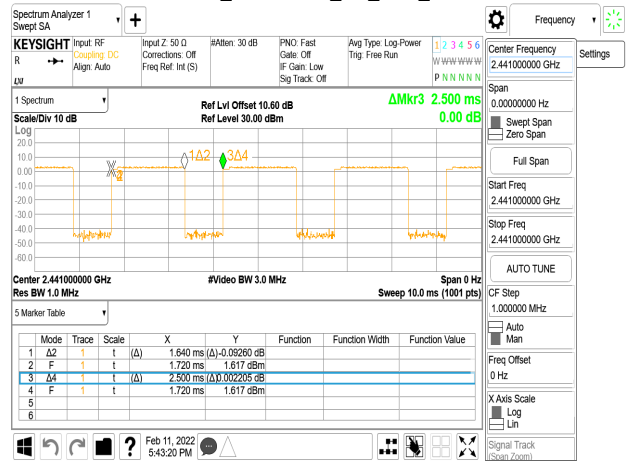 Spectrum Analyzer 1
Swept SA
Frequency
Settings
KEYSIGHT
R
Input: RF
Coupling: DC
Align: Auto
Input Z: 50 Ω
Corrections: Off
Freq Ref: Int (S)
#Atten: 30 dB
PNO: Fast
Gate: Off
IF Gain: Low
Sig Track: Off
Avg Type: Log-Power
Trig: Free Run
1 2 3 4 5 6
W W W W W W
P N N N N N
1 Spectrum
Scale/Div 10 dB
Ref Lvl Offset 10.60 dB
Ref Level 30.00 dBm
ΔMkr3 2.500 ms
0.00 dB
Log
20.0
10.0
0.00
-10.0
-20.0
-30.0
-40.0
-50.0
-60.0
1Δ2
3Δ4
Center 2.441000000 GHz
#Video BW 3.0 MHz
Span 0 Hz
Res BW 1.0 MHz
Sweep 10.0 ms (1001 pts)
5 Marker Table
Mode Trace Scale X Y Function Function Width Function Value
1 Δ2 1 t (Δ) 1.640 ms (Δ)-0.09260 dB
2 F 1 t 1.720 ms 1.617 dBm
3 Δ4 1 t (Δ) 2.500 ms (Δ)0.002205 dB
4 F 1 t 1.720 ms 1.617 dBm
5
6
Feb 11, 2022
5:43:20 PM
Center Frequency
2.441000000 GHz
Span
0.00000000 Hz
Swept Span
Zero Span
Full Span
Start Freq
2.441000000 GHz
Stop Freq
2.441000000 GHz
AUTO TUNE
CF Step
1.000000 MHz
Auto
Man
Freq Offset
0 Hz
X Axis Scale
Log
Lin
Signal Track
(Span Zoom)